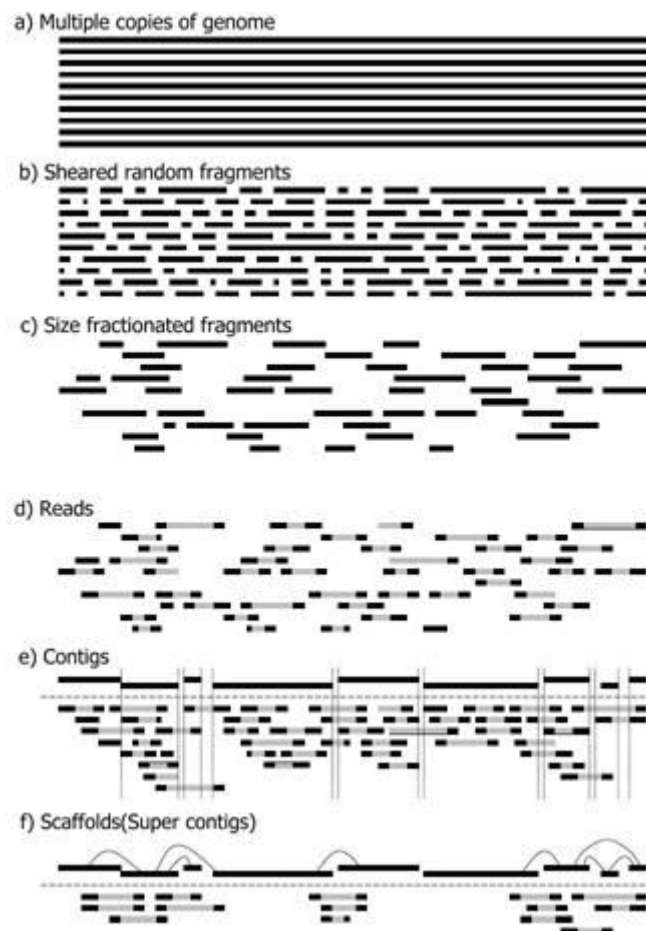 a) Multiple copies of genome
b) Sheared random fragments
c) Size fractionated fragments
d) Reads
e) Contigs
f) Scaffolds(Super contigs)